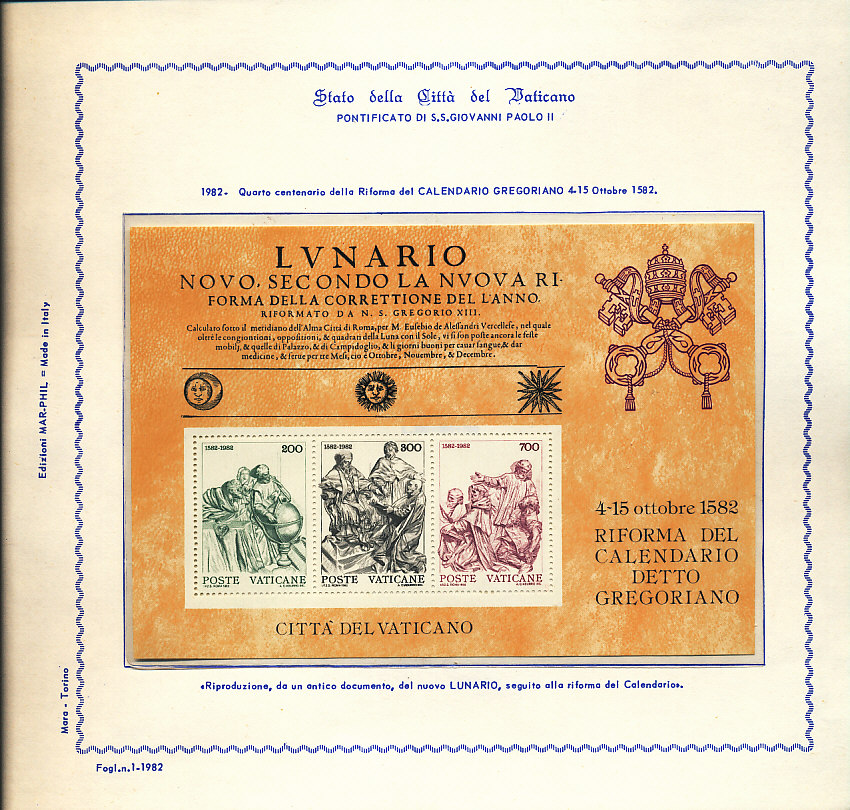 Stato della Città del Vaticano
PONTIFICATO DI S.S.GIOVANNI PAOLO II
1982- Quarto centenario della Riforma del CALENDARIO GREGORIANO 4-15 Ottobre 1582.
LVNARIO
NOVO, SECONDO LA NVOVA RI-
FORMA DELLA CORRETTIONE DEL L'ANNO.
RIFORMATO DA N. S. GREGORIO XIII.
Calculato sotto il meridiano dell'Alma Città di Roma, per M. Eusebio de Alessandri Vercellese, nel quale
oltre le congiontioni, oppositioni, & quadrati della Luna con il Sole, vi si son poste ancora le feste
mobili, & quelle di Palazzo, & di Campidoglio, & li giorni buoni per cauar sangue, & dar
medicine, & serue per tre Mesi, cio è Ottobre, Nouembre, & Decembre.
1582-1982 200
POSTE VATICANE
1582-1982 300
POSTE VATICANE
1582-1982 700
POSTE VATICANE
4-15 ottobre 1582
RIFORMA DEL
CALENDARIO
DETTO
GREGORIANO
CITTÀ DEL VATICANO
«Riproduzione, da un antico documento, del nuovo LUNARIO, seguito alla riforma del Calendario».
Edizioni MAR-PHIL = Made in Italy
Mara - Torino
Fogl.n.1-1982